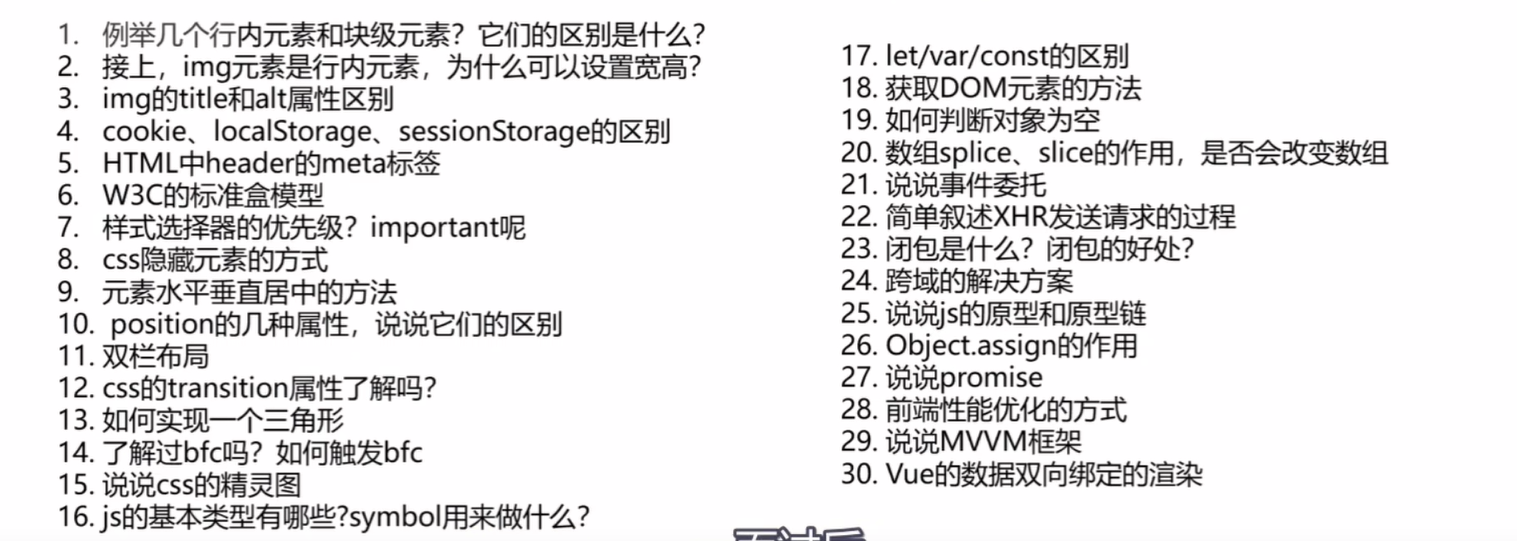 1. 例举几个行内元素和块级元素？它们的区别是什么？
2. 接上，img元素是行内元素，为什么可以设置宽高？
3. img的title和alt属性区别
4. cookie、localStorage、sessionStorage的区别
5. HTML中header的meta标签
6. W3C的标准盒模型
7. 样式选择器的优先级？important呢
8. css隐藏元素的方式
9. 元素水平垂直居中的方法
10. position的几种属性，说说它们的区别
11. 双栏布局
12. css的transition属性了解吗？
13. 如何实现一个三角形
14. 了解过bfc吗？如何触发bfc
15. 说说css的精灵图
16. js的基本类型有哪些?symbol用来做什么？
17. let/var/const的区别
18. 获取DOM元素的方法
19. 如何判断对象为空
20. 数组splice、slice的作用，是否会改变数组
21. 说说事件委托
22. 简单叙述XHR发送请求的过程
23. 闭包是什么？闭包的好处？
24. 跨域的解决方案
25. 说说js的原型和原型链
26. Object.assign的作用
27. 说说promise
28. 前端性能优化的方式
29. 说说MVVM框架
30. Vue的数据双向绑定的渲染